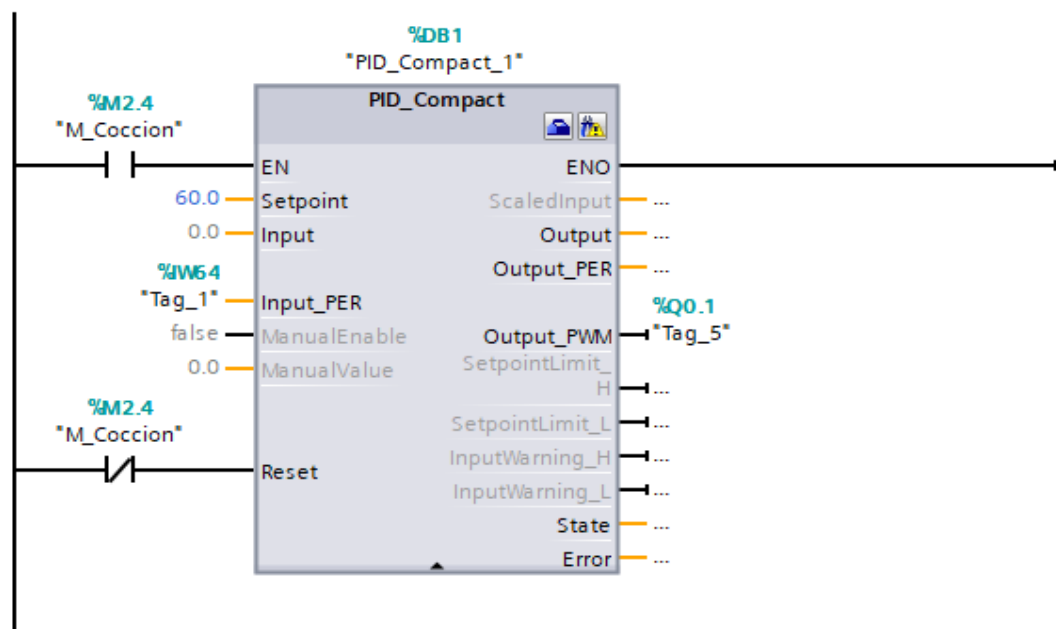 %DB1
"PID_Compact_1"
%M2.4
"M_Coccion"
PID_Compact
EN
ENO
60.0
Setpoint
ScaledInput
...
0.0
Input
Output
...
%IW64
"Tag_1"
Input_PER
Output_PER
...
%Q0.1
false
ManualEnable
Output_PWM
"Tag_5"
0.0
ManualValue
SetpointLimit_
H
...
%M2.4
"M_Coccion"
SetpointLimit_L
...
Reset
InputWarning_H
...
InputWarning_L
...
State
...
Error
...